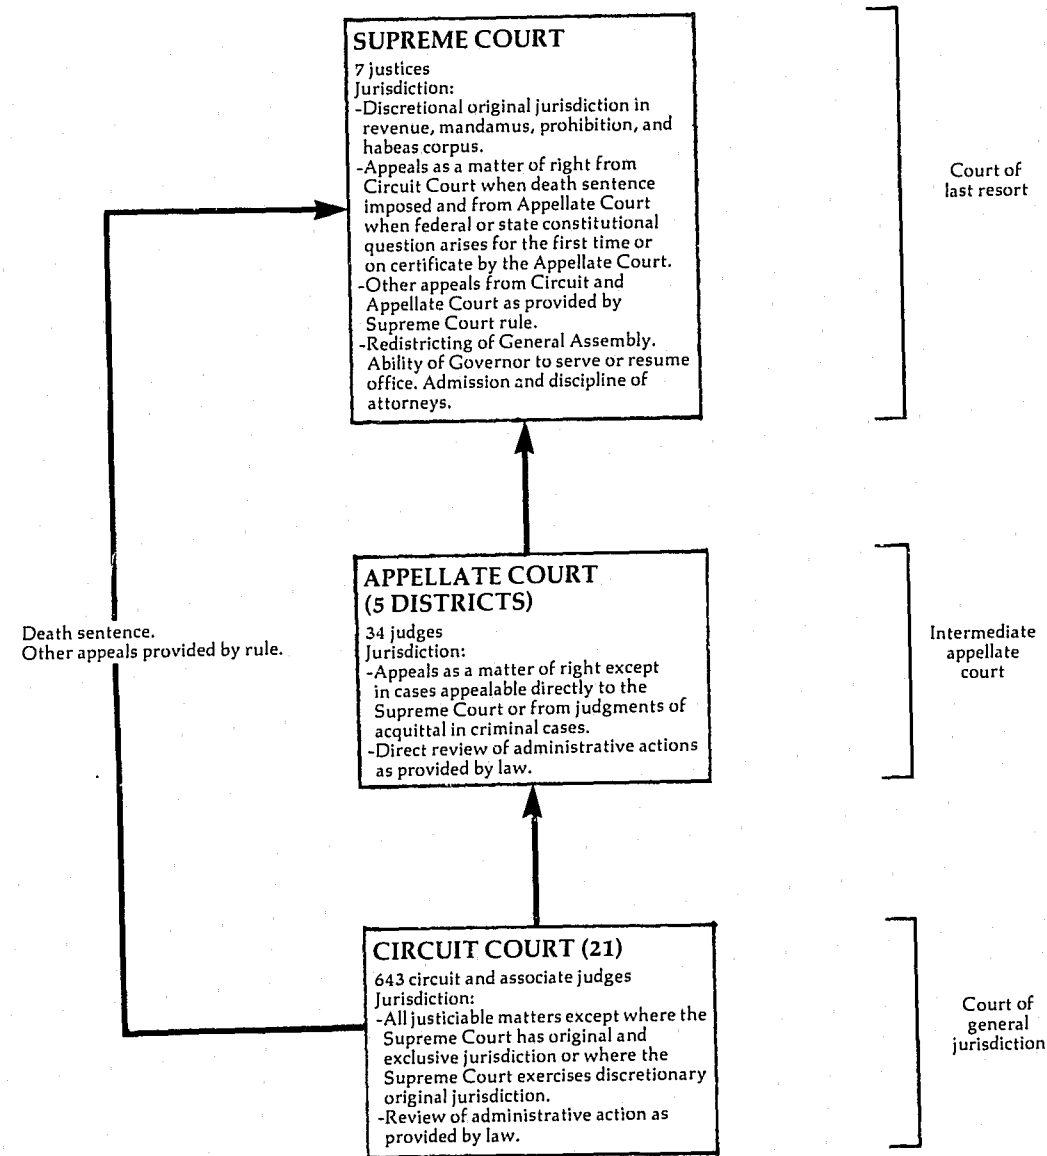 SUPREME COURT
7 justices
Jurisdiction:
-Discretional original jurisdiction in
revenue, mandamus, prohibition, and
habeas corpus.
-Appeals as a matter of right from
Circuit Court when death sentence
imposed and from Appellate Court
when federal or state constitutional
question arises for the first time or
on certificate by the Appellate Court.
-Other appeals from Circuit and
Appellate Court as provided by
Supreme Court rule.
-Redistricting of General Assembly.
Ability of Governor to serve or resume
office. Admission and discipline of
attorneys.
Court of
last resort
APPELLATE COURT
(5 DISTRICTS)
34 judges
Jurisdiction:
-Appeals as a matter of right except
in cases appealable directly to the
Supreme Court or from judgments of
acquittal in criminal cases.
-Direct review of administrative actions
as provided by law.
Death sentence.
Other appeals provided by rule.
Intermediate
appellate
court
CIRCUIT COURT (21)
643 circuit and associate judges
Jurisdiction:
-All justiciable matters except where the
Supreme Court has original and
exclusive jurisdiction or where the
Supreme Court exercises discretionary
original jurisdiction.
-Review of administrative action as
provided by law.
Court of
general
jurisdiction